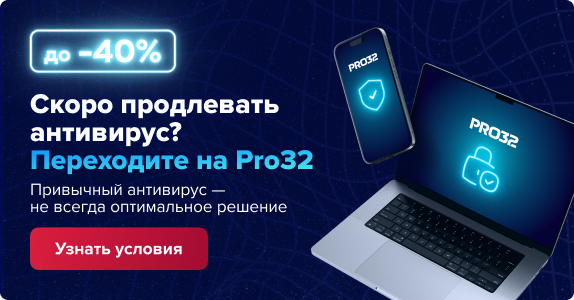 до -40%
Скоро продлевать
антивирус?
Переходите на Pro32
Привычный антивирус —
не всегда оптимальное решение
Узнать условия
PRO32
PRO32